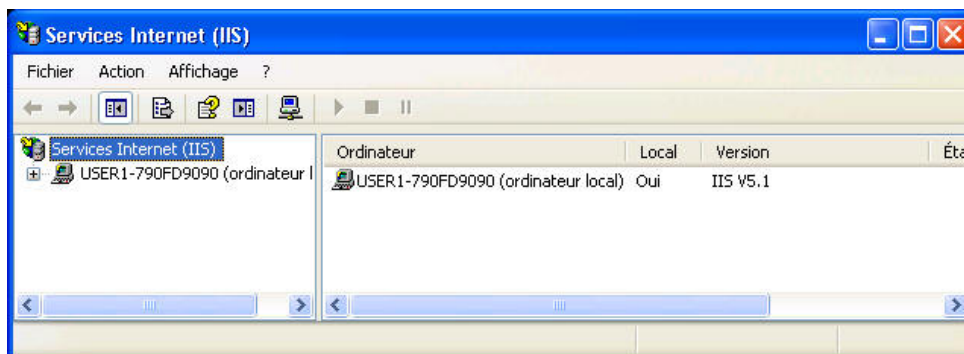 Services Internet (IIS)
Fichier Action Affichage ?
Services Internet (IIS)
USER1-790FD9090 (ordinateur l
Ordinateur Local Version Éta
USER1-790FD9090 (ordinateur local) Oui IIS V5.1